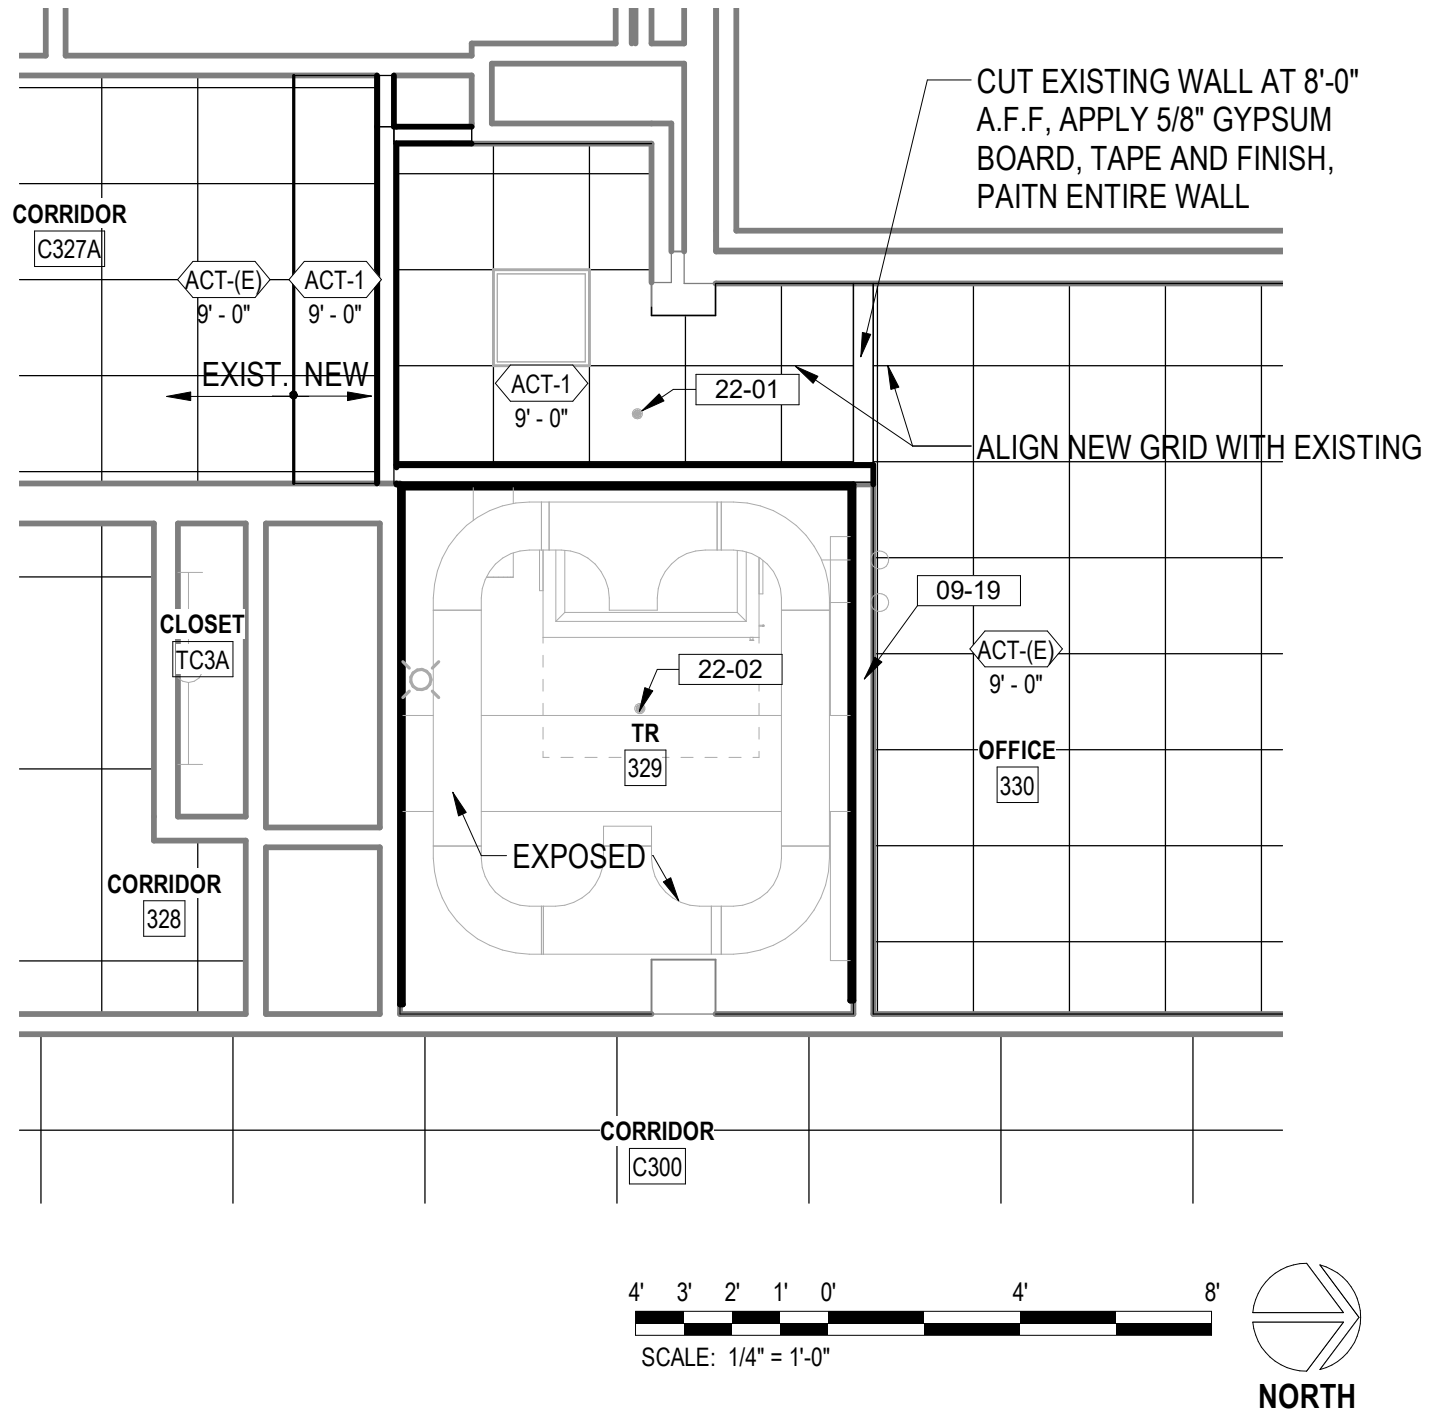 CUT EXISTING WALL AT 8'-0"
A.F.F, APPLY 5/8" GYPSUM
BOARD, TAPE AND FINISH,
PAITN ENTIRE WALL
CORRIDOR
C327A
ACT-(E)
9' - 0"
ACT-1
9' - 0"
EXIST.
NEW
ACT-1
9' - 0"
22-01
ALIGN NEW GRID WITH EXISTING
09-19
CLOSET
TC3A
22-02
TR
329
ACT-(E)
9' - 0"
OFFICE
330
EXPOSED
CORRIDOR
328
CORRIDOR
C300
4' 3' 2' 1' 0' 4' 8'
SCALE: 1/4" = 1'-0"
NORTH